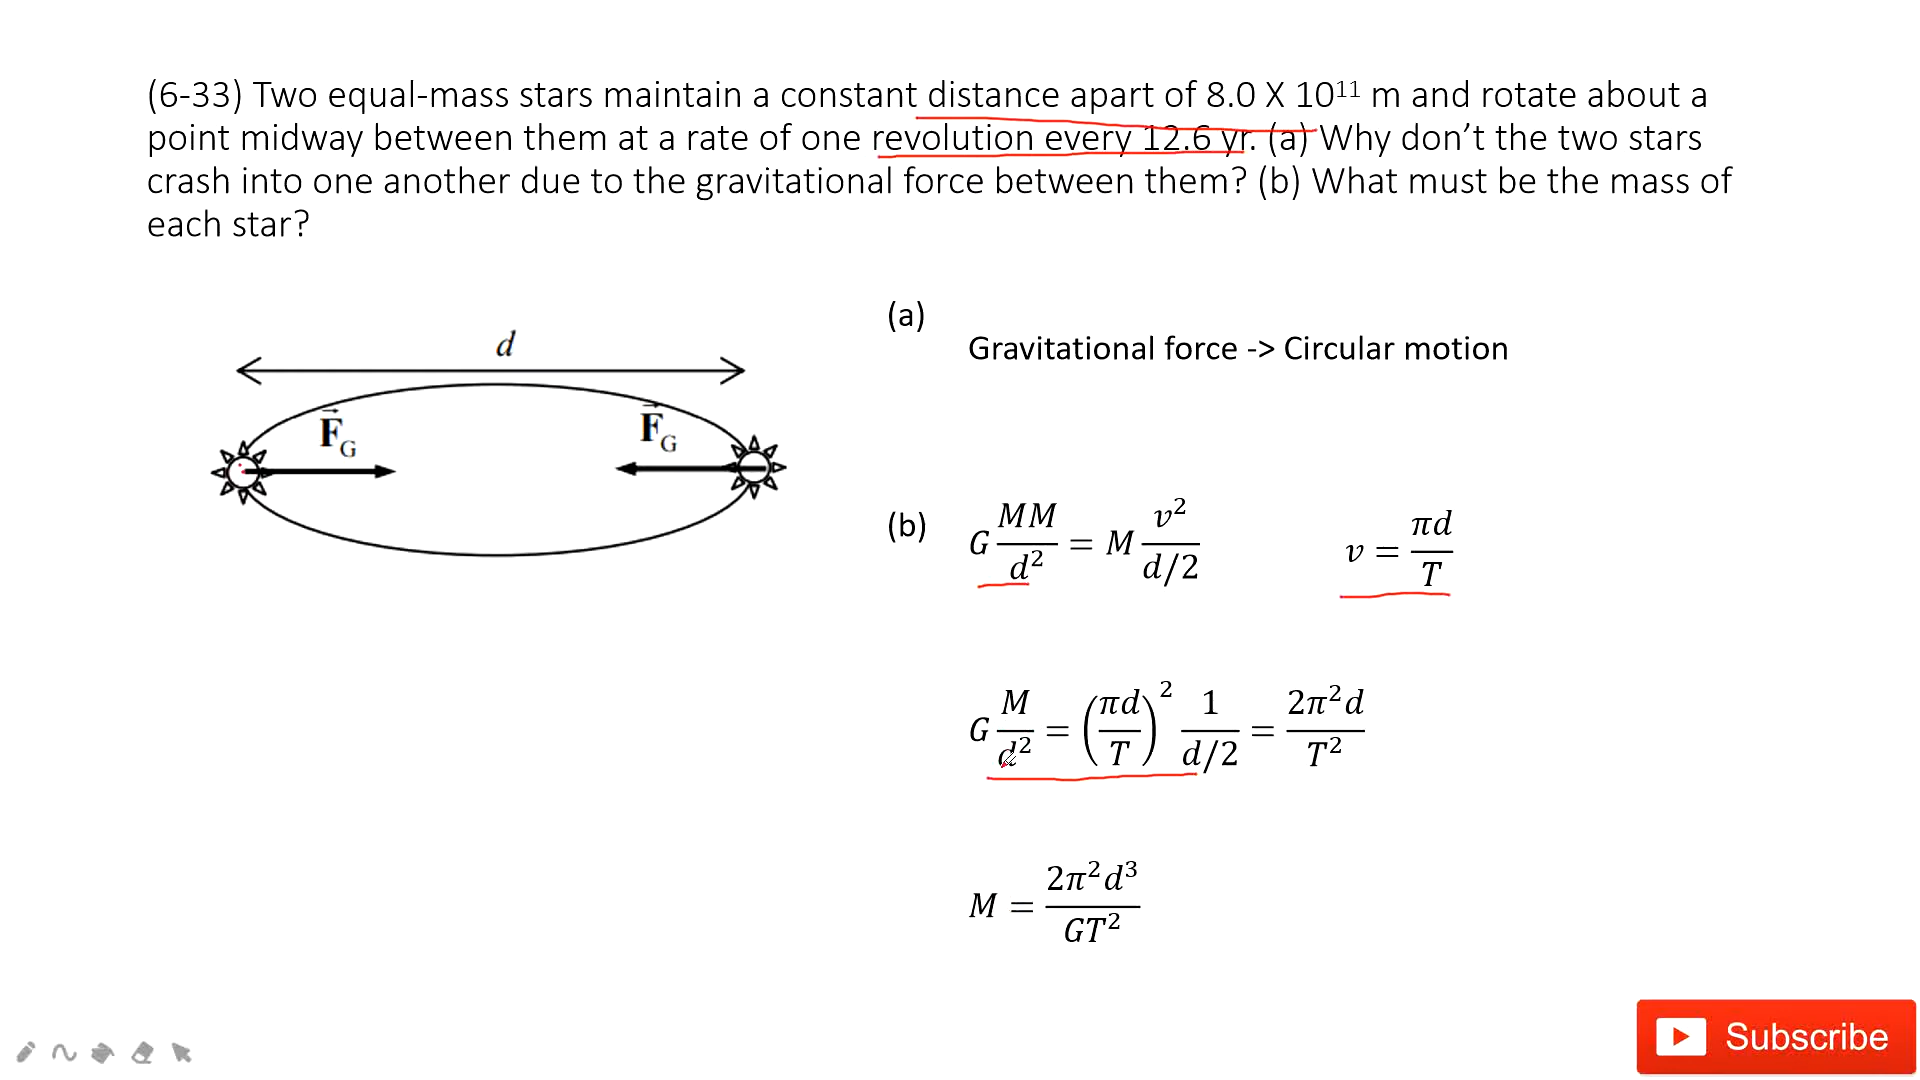 (6-33) Two equal-mass stars maintain a constant distance apart of 8.0 X 10¹¹ m and rotate about a
point midway between them at a rate of one revolution every 12.6 yr. (a) Why don’t the two stars
crash into one another due to the gravitational force between them? (b) What must be the mass of
each star?
d
F⃗_G F⃗_G
(a)
Gravitational force -> Circular motion
(b) G MM/d² = M v²/(d/2) v = πd/T
G M/d² = (πd/T)² 1/(d/2) = 2π²d/T²
M = 2π²d³/GT²
Subscribe